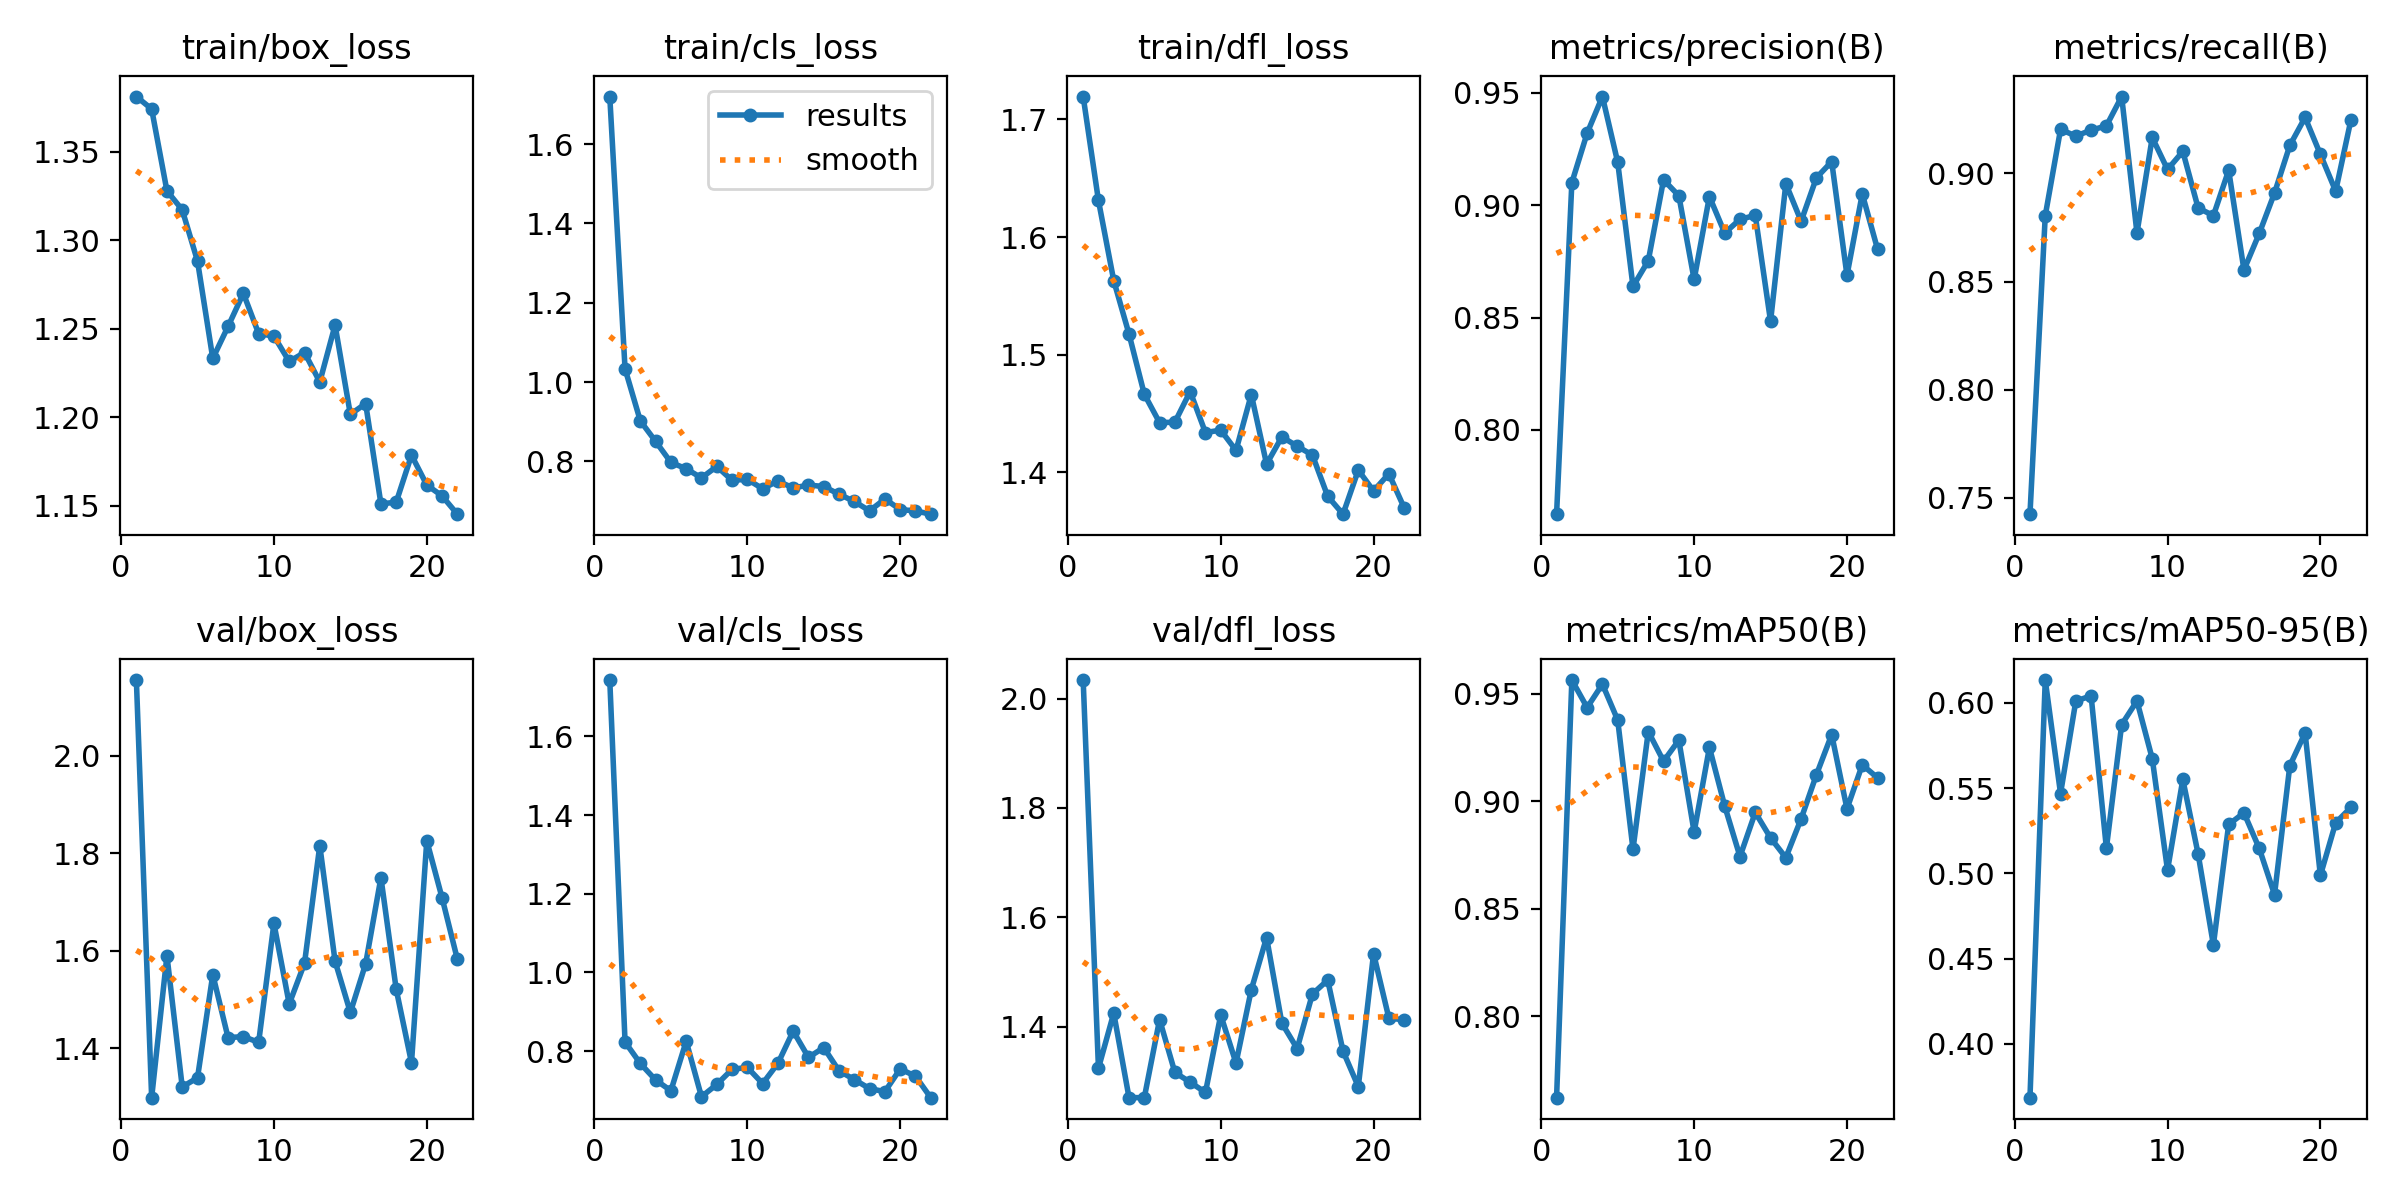 train/box_loss
1.35
1.30
1.25
1.20
1.15
0 10 20
train/cls_loss
results
smooth
1.6
1.4
1.2
1.0
0.8
0 10 20
train/dfl_loss
1.7
1.6
1.5
1.4
0 10 20
metrics/precision(B)
0.95
0.90
0.85
0.80
0 10 20
metrics/recall(B)
0.90
0.85
0.80
0.75
0 10 20
val/box_loss
2.0
1.8
1.6
1.4
0 10 20
val/cls_loss
1.6
1.4
1.2
1.0
0.8
0 10 20
val/dfl_loss
2.0
1.8
1.6
1.4
0 10 20
metrics/mAP50(B)
0.95
0.90
0.85
0.80
0 10 20
metrics/mAP50-95(B)
0.60
0.55
0.50
0.45
0.40
0 10 20